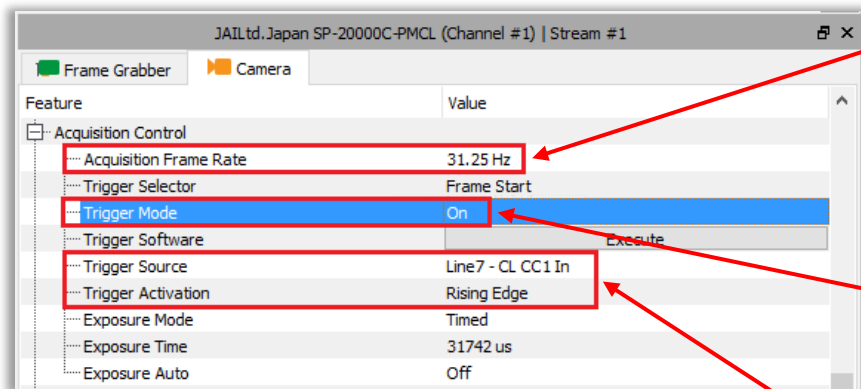 JAILtd.Japan SP-20000C-PMCL (Channel #1) | Stream #1
Frame Grabber Camera
Feature Value
Acquisition Control
Acquisition Frame Rate 31.25 Hz
Trigger Selector Frame Start
Trigger Mode On
Trigger Software Execute
Trigger Source Line7 - CL CC1 In
Trigger Activation Rising Edge
Exposure Mode Timed
Exposure Time 31742 us
Exposure Auto Off